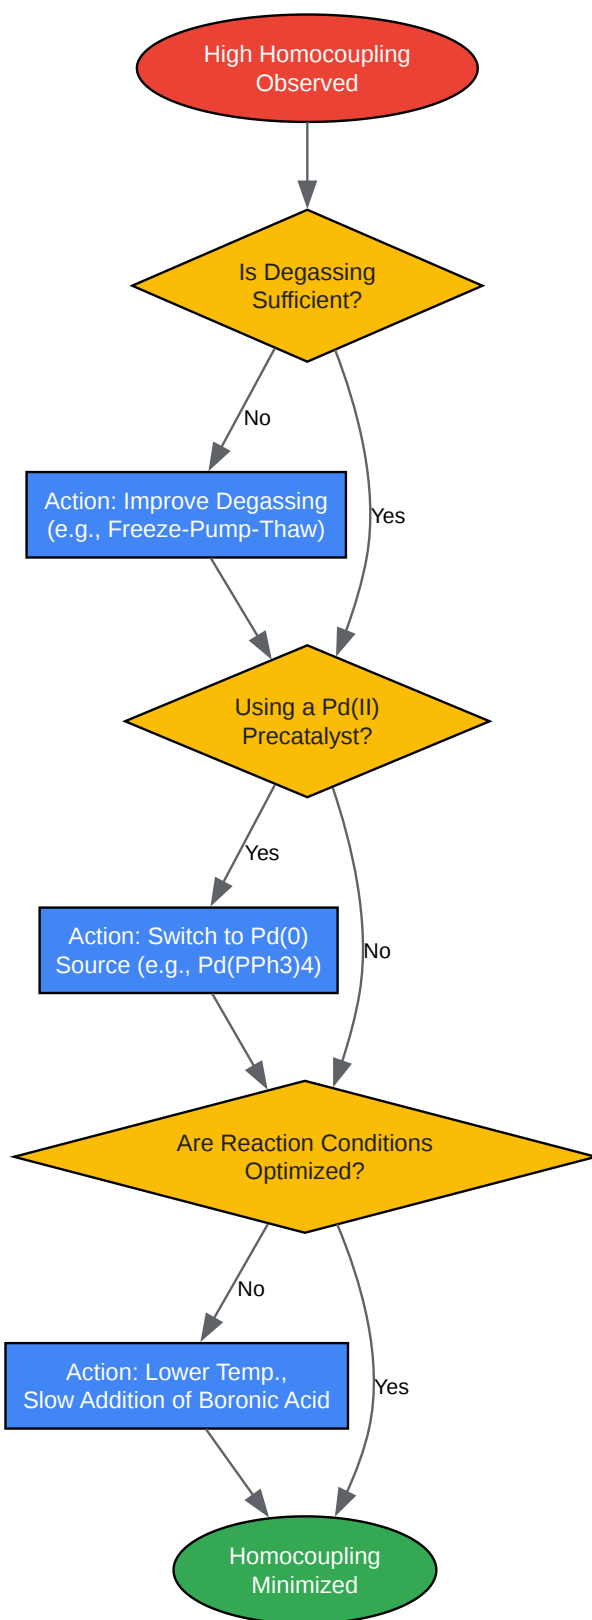 High Homocoupling
Observed
Is Degassing
Sufficient?
No
Action: Improve Degassing
(e.g., Freeze-Pump-Thaw)
Yes
Using a Pd(II)
Precatalyst?
Yes
Action: Switch to Pd(0)
Source (e.g., Pd(PPh3)4)
No
Are Reaction Conditions
Optimized?
No
Action: Lower Temp.,
Slow Addition of Boronic Acid
Yes
Homocoupling
Minimized